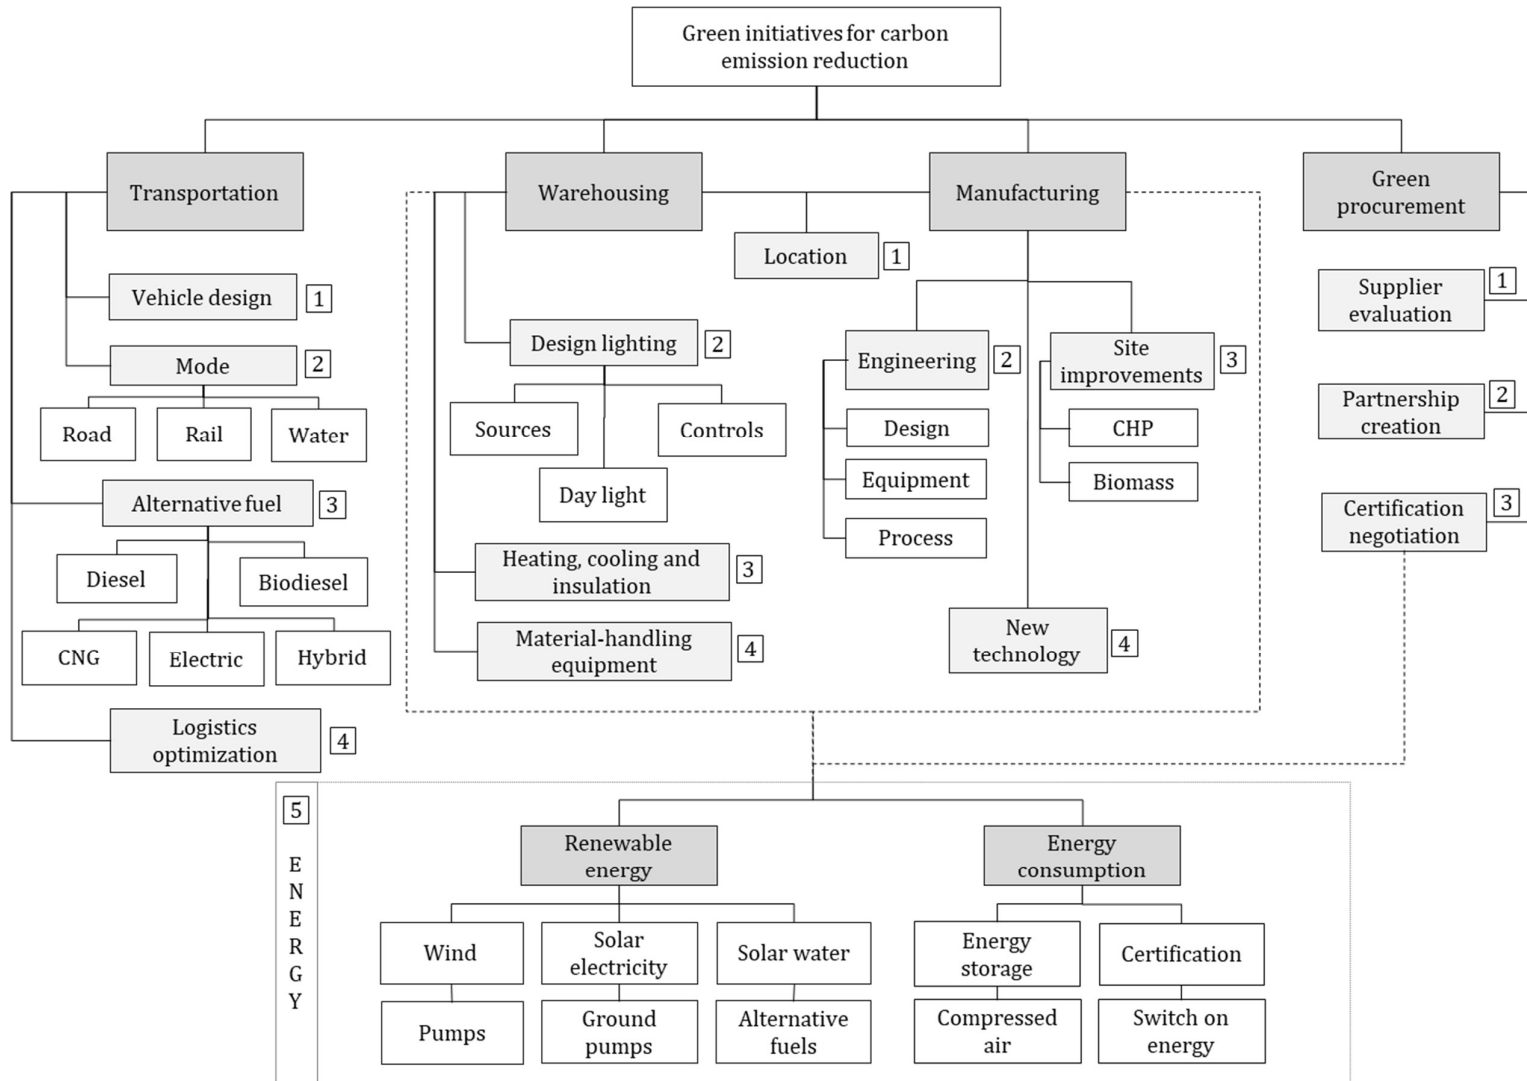 Green initiatives for carbon
emission reduction
Transportation
Warehousing
Manufacturing
Green
procurement
Location
1
Vehicle design
1
Mode
2
Road
Rail
Water
Alternative fuel
3
Diesel
Biodiesel
CNG
Electric
Hybrid
Logistics
optimization
4
Design lighting
2
Sources
Controls
Day light
Heating, cooling and
insulation
3
Material-handling
equipment
4
Engineering
2
Design
Equipment
Process
Site
improvements
3
CHP
Biomass
New
technology
4
Supplier
evaluation
1
Partnership
creation
2
Certification
negotiation
3
5
E
N
E
R
G
Y
Renewable
energy
Wind
Solar
electricity
Solar water
Pumps
Ground
pumps
Alternative
fuels
Energy
consumption
Energy
storage
Certification
Compressed
air
Switch on
energy